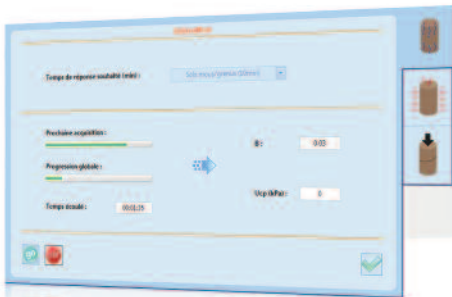 Temps de réponse souhaité (min) :
Prochaine acquisition :
B : 0.03
Progression globale :
Ucp (kPa) : 0
Temps écoulé : 00:01:25